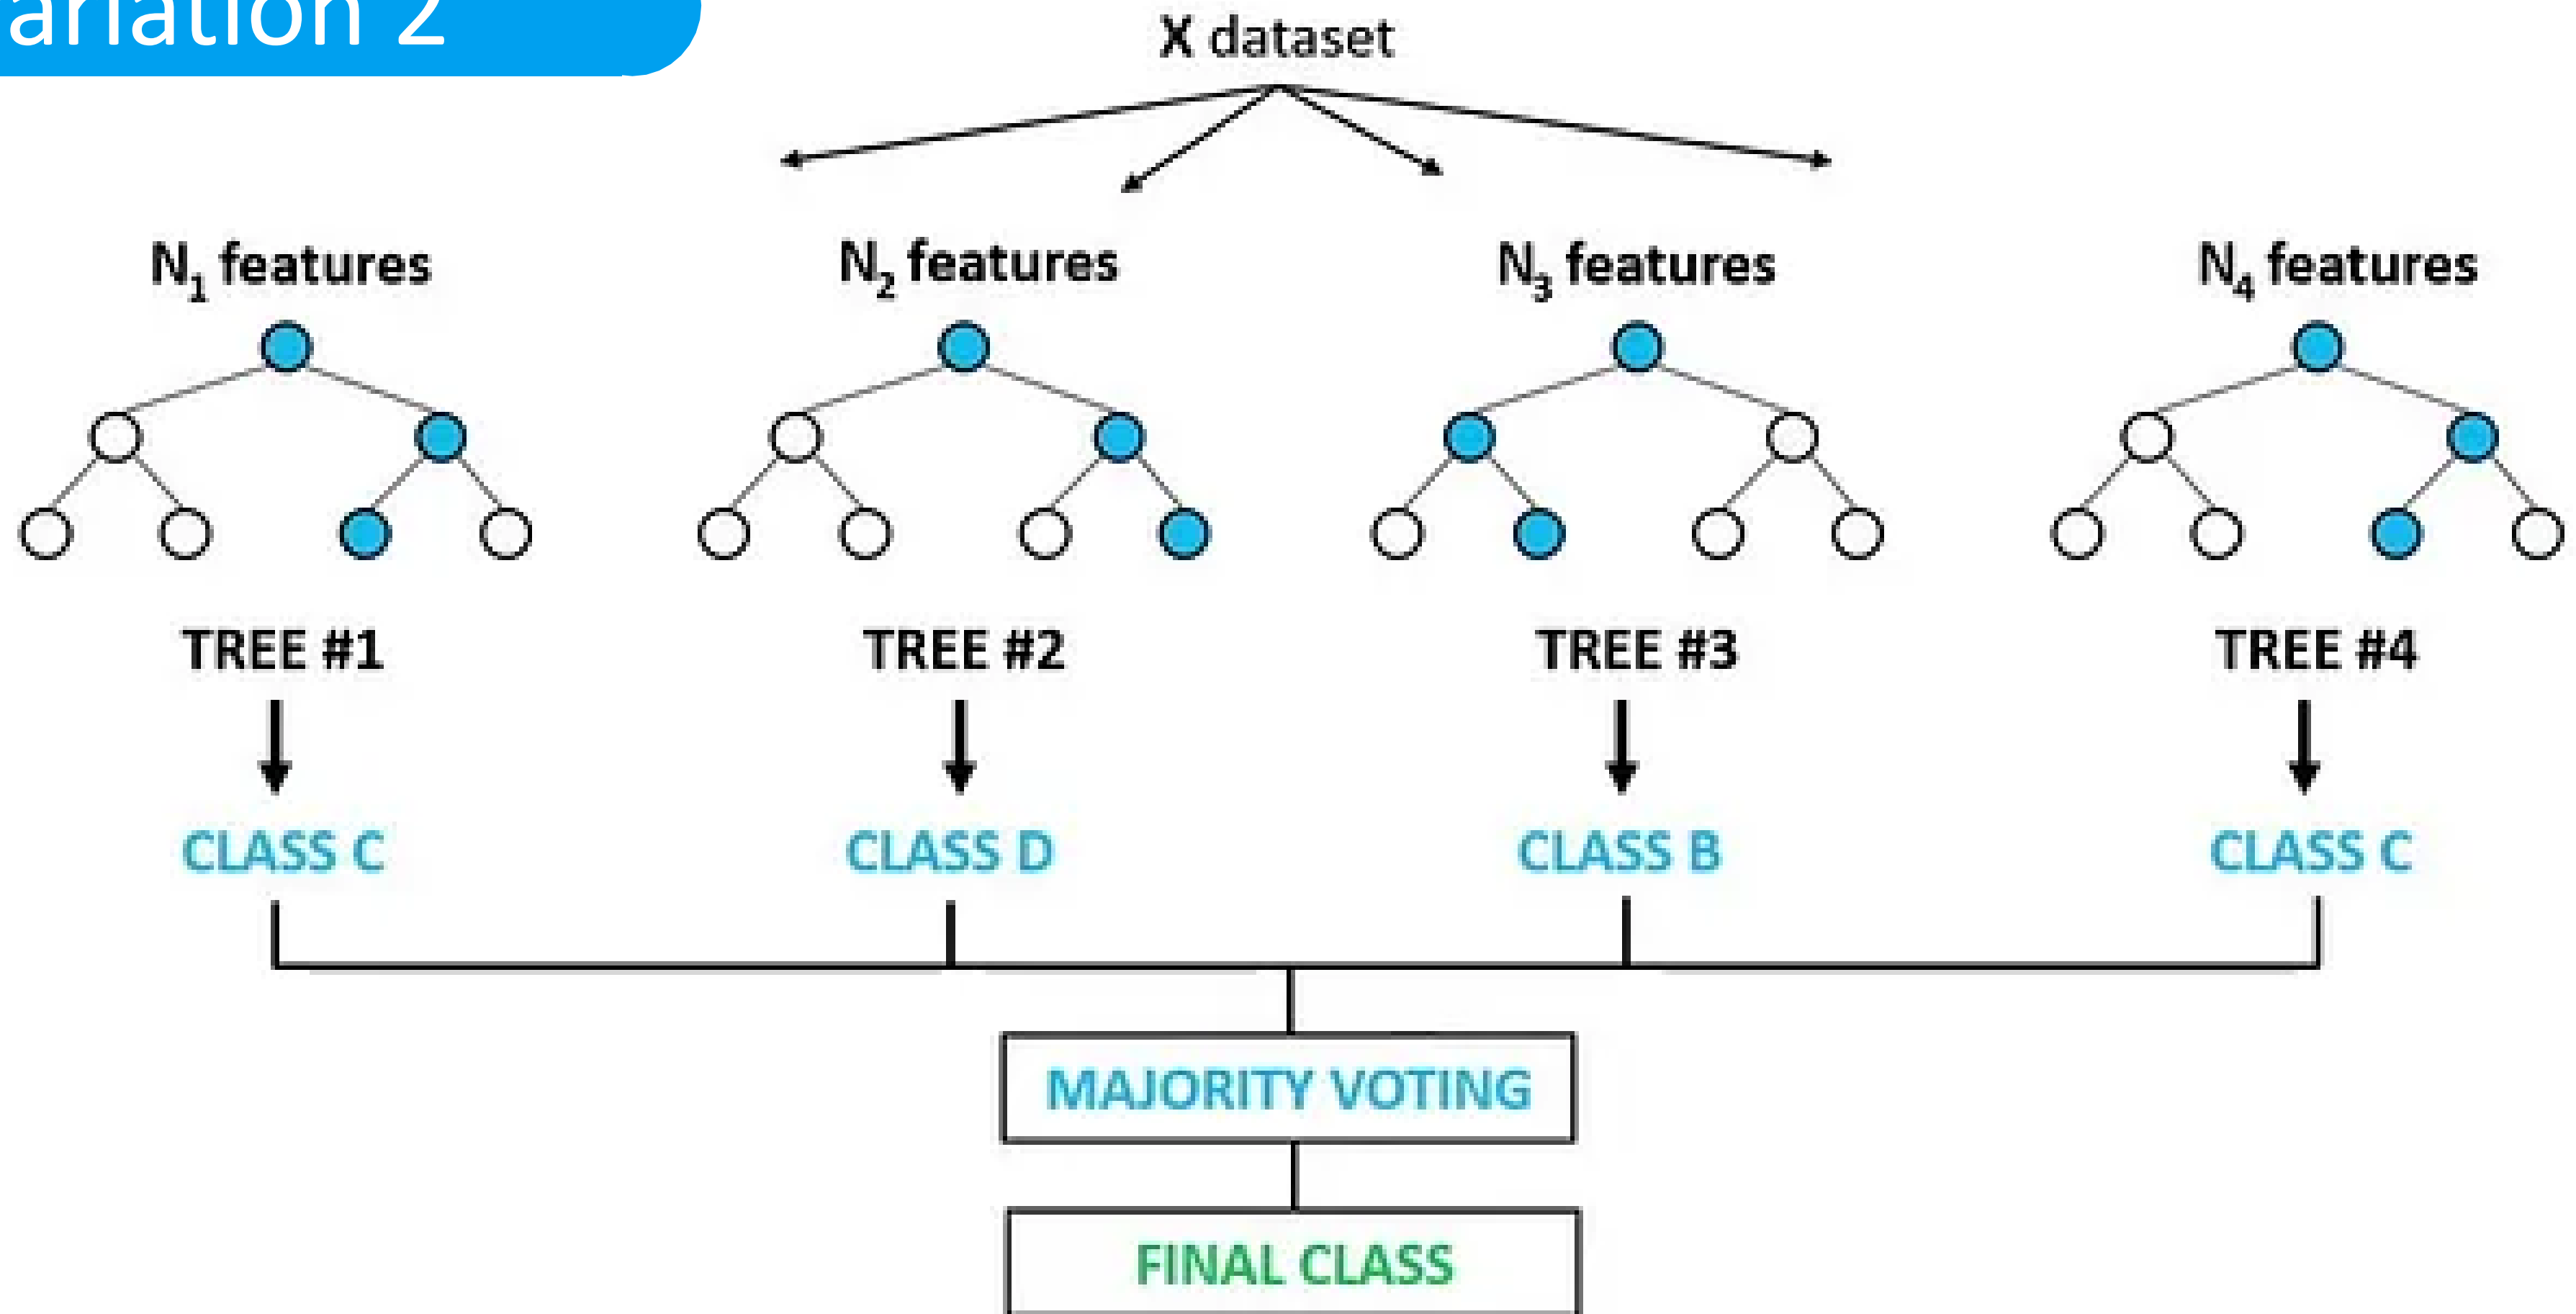 ariation 2
X dataset
N₁ features N₂ features N₃ features N₄ features
TREE #1 TREE #2 TREE #3 TREE #4
CLASS C CLASS D CLASS B CLASS C
MAJORITY VOTING
FINAL CLASS